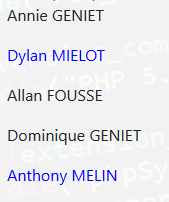 Annie GENIET
Dylan MIELOT
Allan FOUSSE
Dominique GENIET
Anthony MELIN